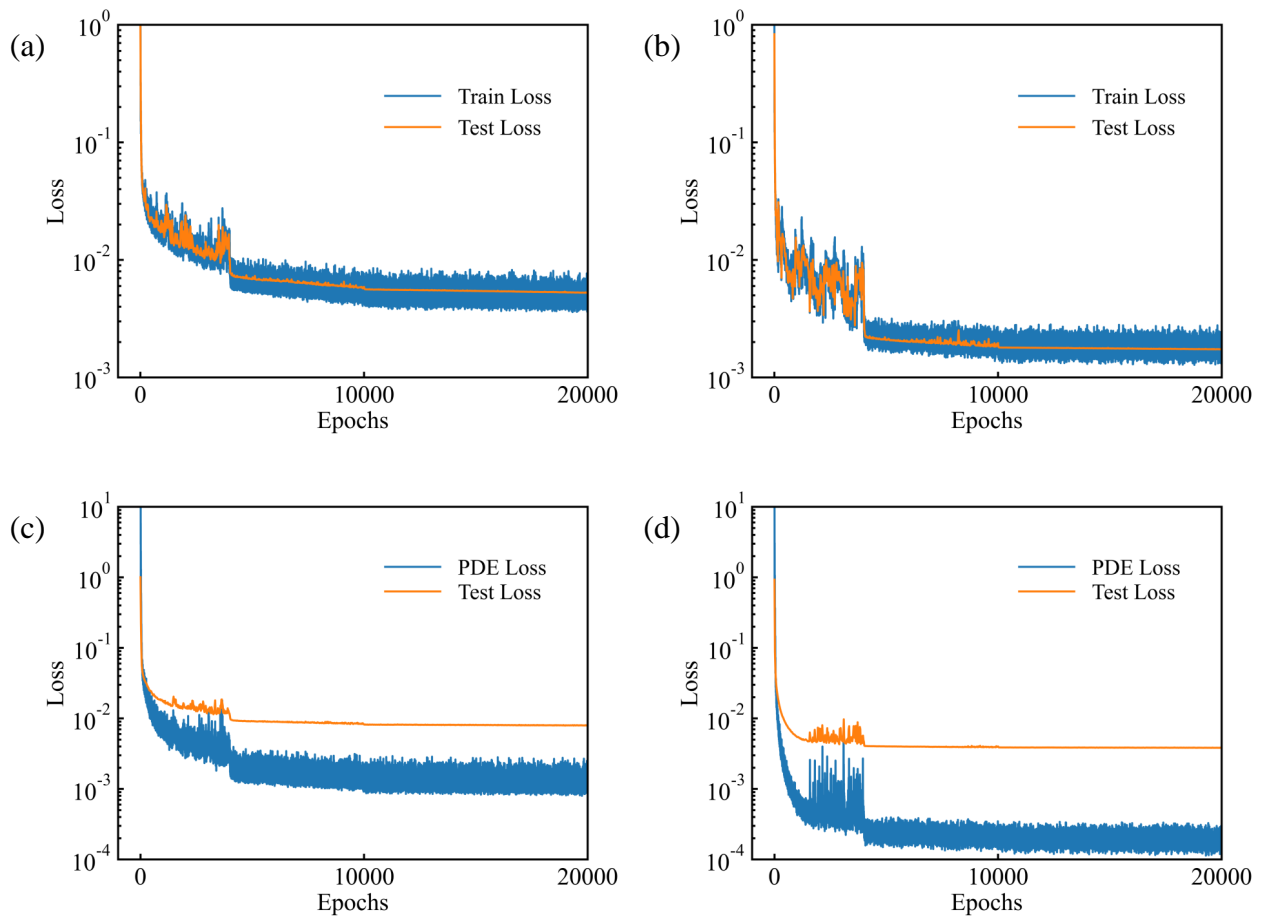 (a)
10^0
10^-1
10^-2
10^-3
Loss
Train Loss
Test Loss
0 10000 20000
Epochs
(b)
10^0
10^-1
10^-2
10^-3
Loss
Train Loss
Test Loss
0 10000 20000
Epochs
(c)
10^1
10^0
10^-1
10^-2
10^-3
10^-4
Loss
PDE Loss
Test Loss
0 10000 20000
Epochs
(d)
10^1
10^0
10^-1
10^-2
10^-3
10^-4
Loss
PDE Loss
Test Loss
0 10000 20000
Epochs